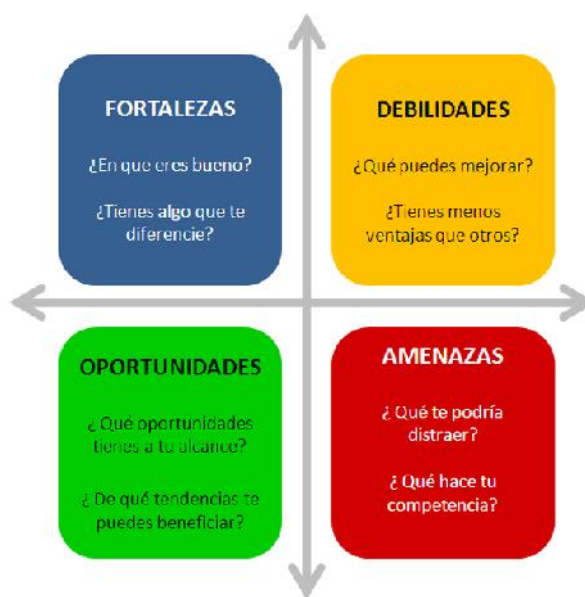 FORTALEZAS
¿En que eres bueno?
¿Tienes algo que te
diferencie?
DEBILIDADES
¿Qué puedes mejorar?
¿Tienes menos
ventajas que otros?
OPORTUNIDADES
¿ Qué oportunidades
tienes a tu alcance?
¿ De qué tendencias te
puedes beneficiar?
AMENAZAS
¿ Qué te podría
distraer?
¿ Qué hace tu
competencia?